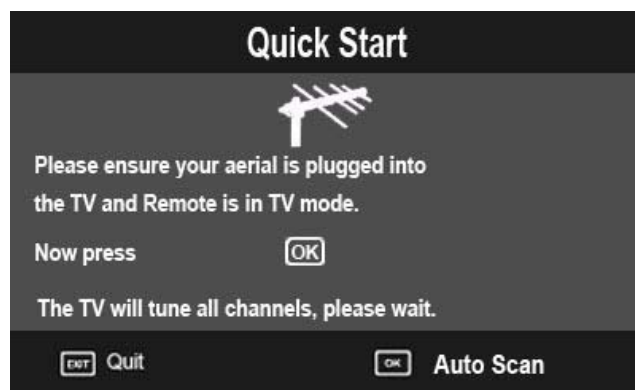 Quick Start
Please ensure your aerial is plugged into
the TV and Remote is in TV mode.
Now press OK
The TV will tune all channels, please wait.
EXIT Quit OK Auto Scan